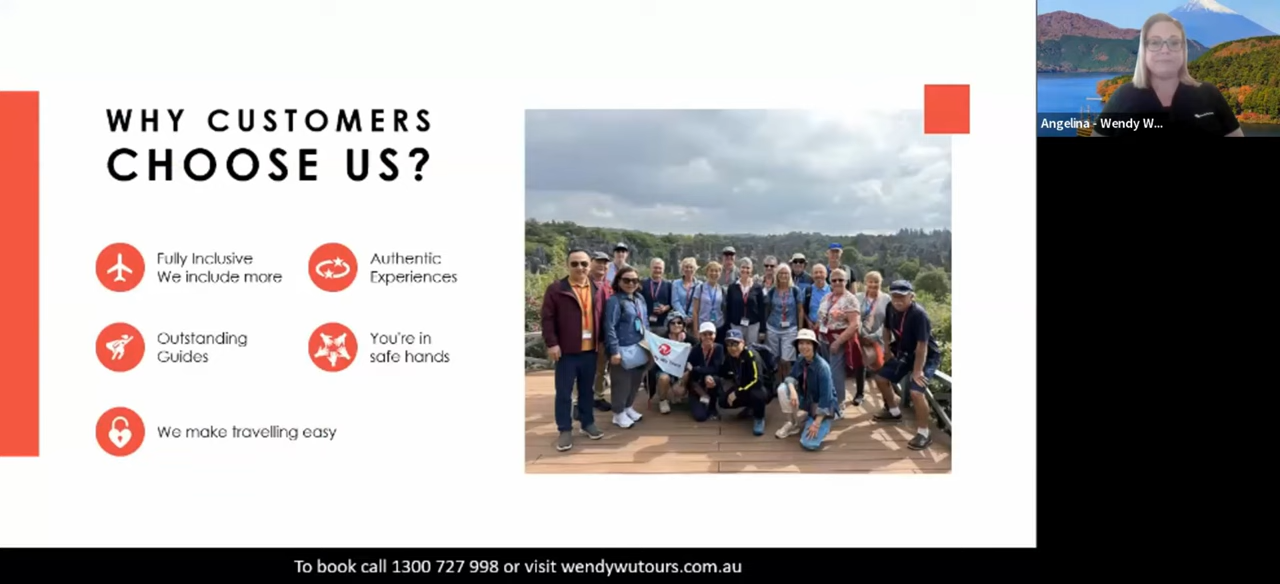 WHY CUSTOMERS
CHOOSE US?
Fully Inclusive
We include more
Authentic
Experiences
Outstanding
Guides
You're in
safe hands
We make travelling easy
Angelina - Wendy W...
To book call 1300 727 998 or visit wendywutours.com.au